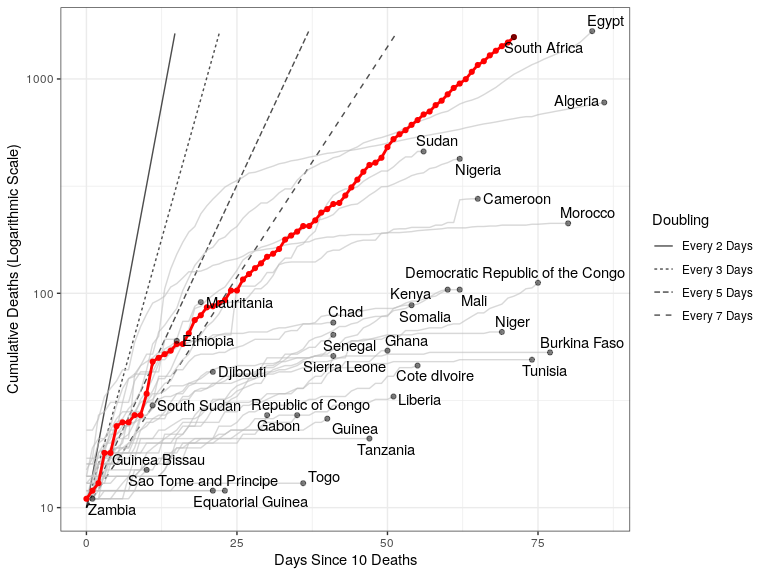 Egypt
South Africa
1000
Algeria
Sudan
Nigeria
Cameroon
Morocco
Doubling
Every 2 Days
Every 3 Days
Every 5 Days
Every 7 Days
Cumulative Deaths (Logarithmic Scale)
Democratic Republic of the Congo
100
Mauritania
Kenya
Mali
Chad
Somalia
Niger
Ethiopia
Senegal
Ghana
Burkina Faso
Sierra Leone
Djibouti
Cote dIvoire
Tunisia
South Sudan
Republic of Congo
Liberia
Gabon
Guinea
Tanzania
Guinea Bissau
Sao Tome and Principe
Togo
Equatorial Guinea
10
Zambia
0
25
50
75
Days Since 10 Deaths